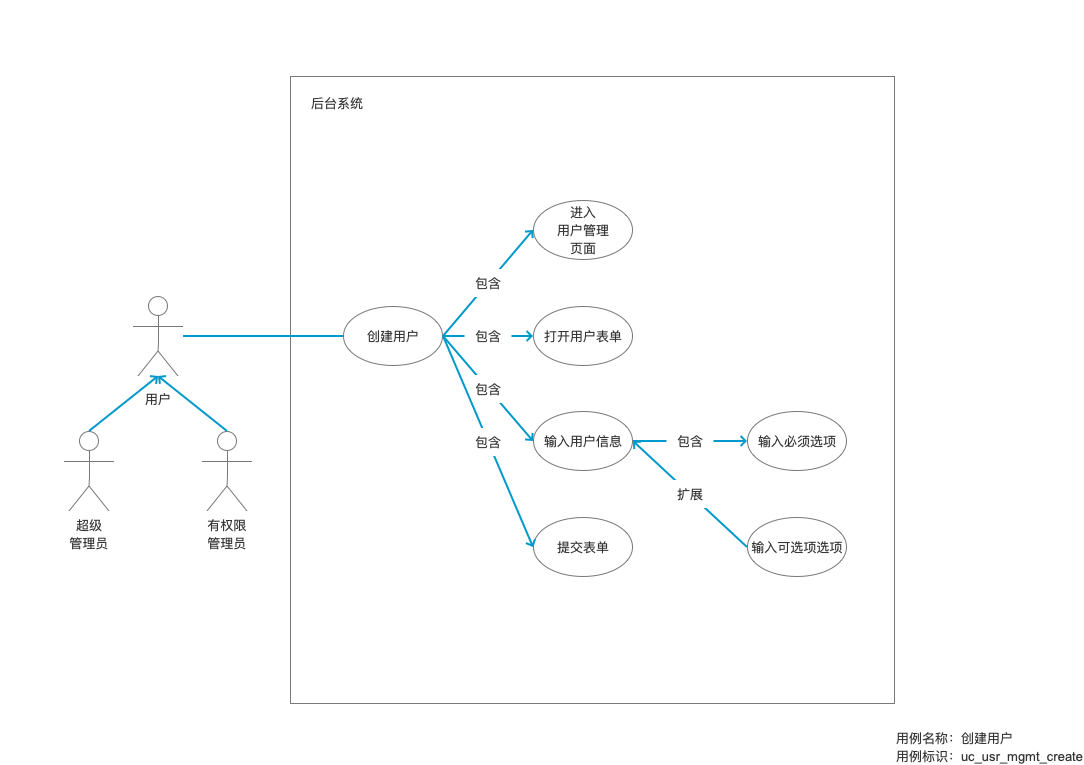 后台系统
进入
用户管理
页面
包含
创建用户
包含
打开用户表单
包含
用户
包含
输入用户信息
包含
输入必须选项
扩展
超级
管理员
有权限
管理员
提交表单
输入可选项选项
用例名称：创建用户
用例标识：uc_usr_mgmt_create